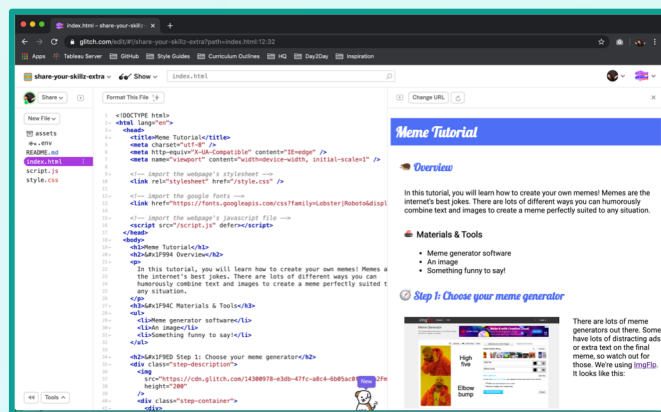 index.html – share-your-skillz-
glitch.com/edit/#!/share-skillz-extra?path=index.html:12:32
Apps
Tableau Server
GitHub
Style Guides
Curriculum Outlines
HQ
Day2Day
Inspiration
share-your-skillz-extra
Show
index.html
Share
Format This File
Change URL
New File
assets
.env
README.md
index.html
script.js
style.css
<!DOCTYPE html>
<html lang="en">
<head>
<title>Meme Tutorial</title>
<meta charset="utf-8" />
<meta http-equiv="X-UA-Compatible" content="IE=edge" />
<meta name="viewport" content="width=device-width, initial-scale=1" />
<!-- import the webpage's stylesheet -->
<link rel="stylesheet" href="/style.css" />
<!-- import the google fonts -->
<link href="https://fonts.googleapis.com/css?family=Lobster|Roboto&displ
<!-- import the webpage's javascript file -->
<script src="/script.js" defer></script>
</head>
<body>
<h1>Meme Tutorial</h1>
<h2>&#x1F994 Overview</h2>
<p>
In this tutorial, you will learn how to create your own memes! Memes a
the internet's best jokes. There are lots of different ways you can
humorously combine text and images to create a meme perfectly suited t
any situation.
</p>
<h3>&#x1F94C Materials & Tools</h3>
<ul>
<li>Meme generator software</li>
<li>An image</li>
<li>Something funny to say!</li>
</ul>
<h2>&#x1F9ED Step 1: Choose your meme generator</h2>
<div class="step-description">
<img
height="200"
/>
<div class="step-container">
<div>
Tools
New
Meme Tutorial
Overview
In this tutorial, you will learn how to create your own memes! Memes are the
internet's best jokes. There are lots of different ways you can humorously
combine text and images to create a meme perfectly suited to any situation.
Materials & Tools
Meme generator software
An image
Something funny to say!
Step 1: Choose your meme generator
High
five
Elbow
bump
There are lots of meme
generators out there. Some
have lots of distracting ads
or extra text on the final
meme, so watch out for
those. We're using ImgFlip.
It looks like this: